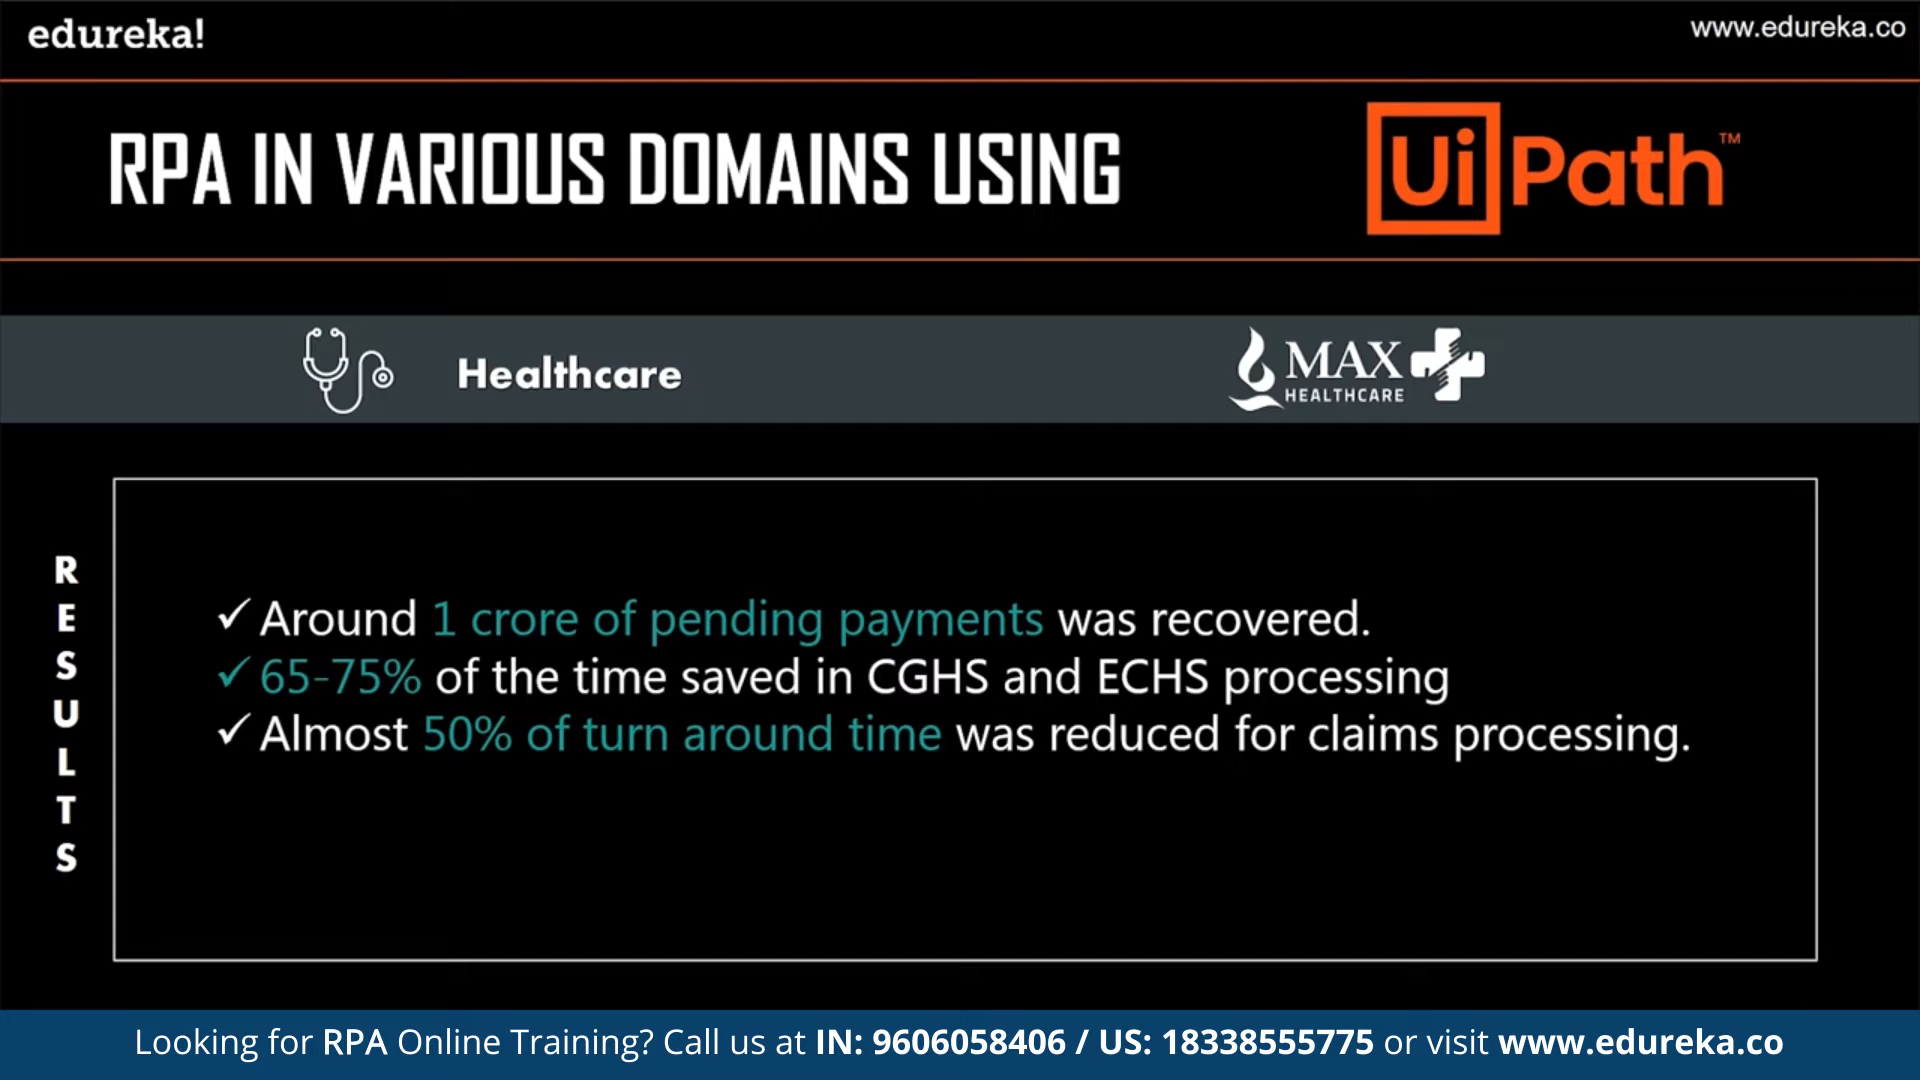 edureka!
www.edureka.co
RPA IN VARIOUS DOMAINS USING
UiPath™
Healthcare
MAX
HEALTHCARE
RESULTS
✓ Around 1 crore of pending payments was recovered.
✓ 65-75% of the time saved in CGHS and ECHS processing
✓ Almost 50% of turn around time was reduced for claims processing.
Looking for RPA Online Training? Call us at IN: 9606058406 / US: 18338555775 or visit www.edureka.co